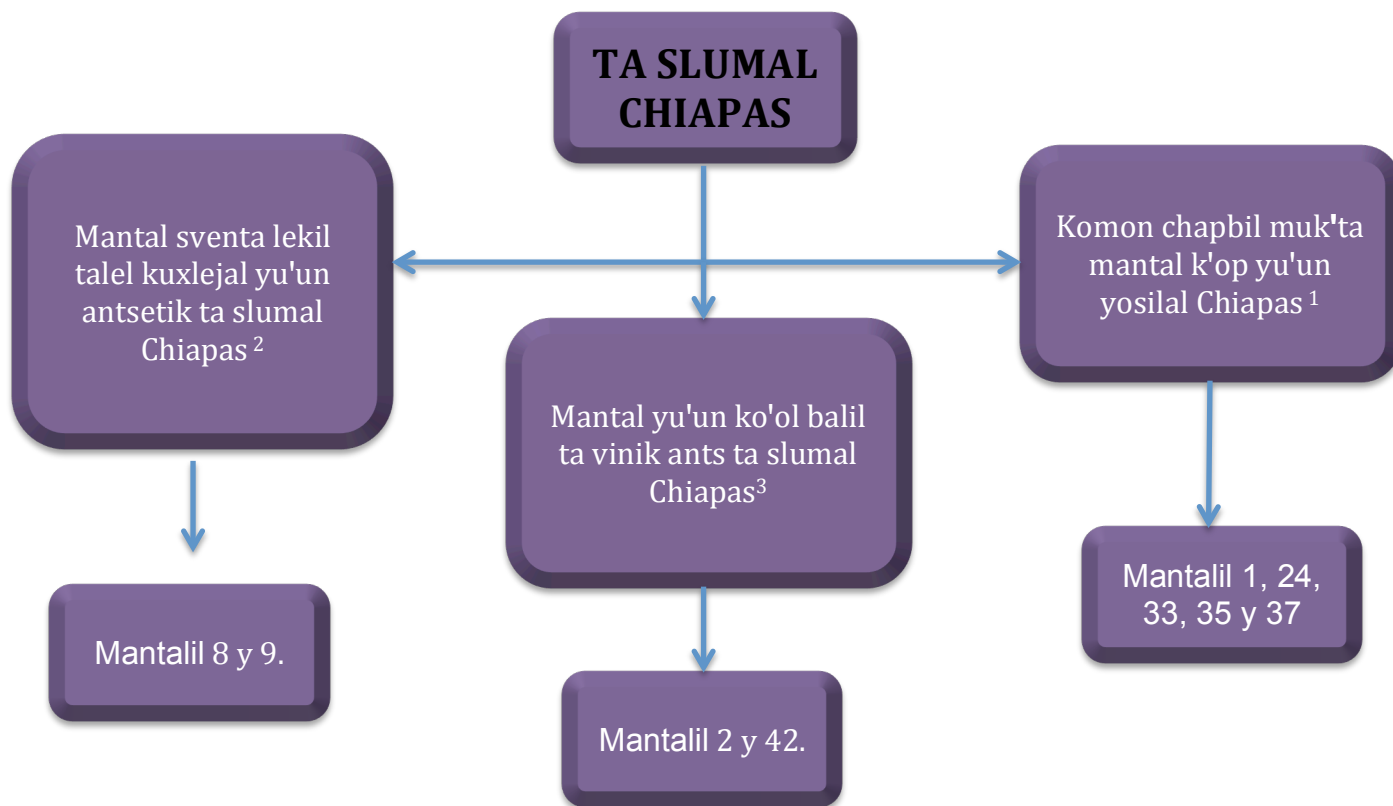 TA SLUMAL
CHIAPAS
Mantal sventa lekil
talel kuxlejal yu'un
antsetik ta slumal
Chiapas ²
Mantal yu'un ko'ol balil
ta vinik ants ta slumal
Chiapas³
Komon chapbil muk'ta
mantal k'op yu'un
yosilal Chiapas ¹
Mantalil 8 y 9.
Mantalil 2 y 42.
Mantalil 1, 24,
33, 35 y 37